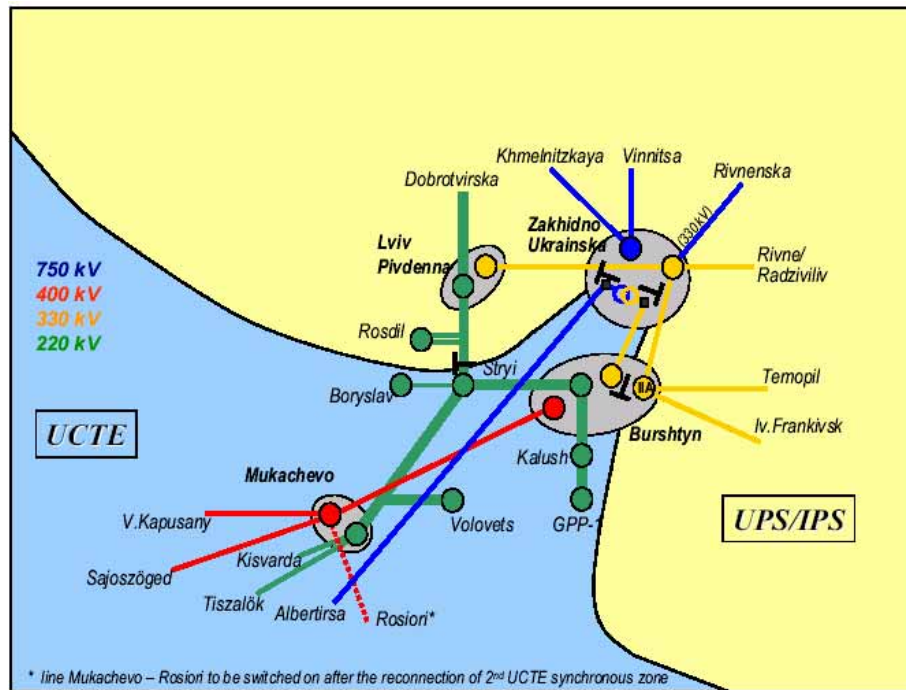 Khmelnitzkaya Vinnitsa
Dobrotvirska
Rivnenska
Zakhidno
Ukrainska
(330kV)
Lviv
Pivdenna
Rivne/
Radziviliv
750 kV
400 kV
330 kV
220 kV
Rosdil
Stryi
Boryslav
Ternopil
IIA
Iv.Frankivsk
Burshtyn
UCTE
Kalush
Mukachevo
V.Kapusany
Volovets
GPP-1
UPS/IPS
Kisvarda
Sajoszöged
Tiszalök
Albertirsa
Rosiori*
* line Mukachevo – Rosiori to be switched on after the reconnection of 2nd UCTE synchronous zone